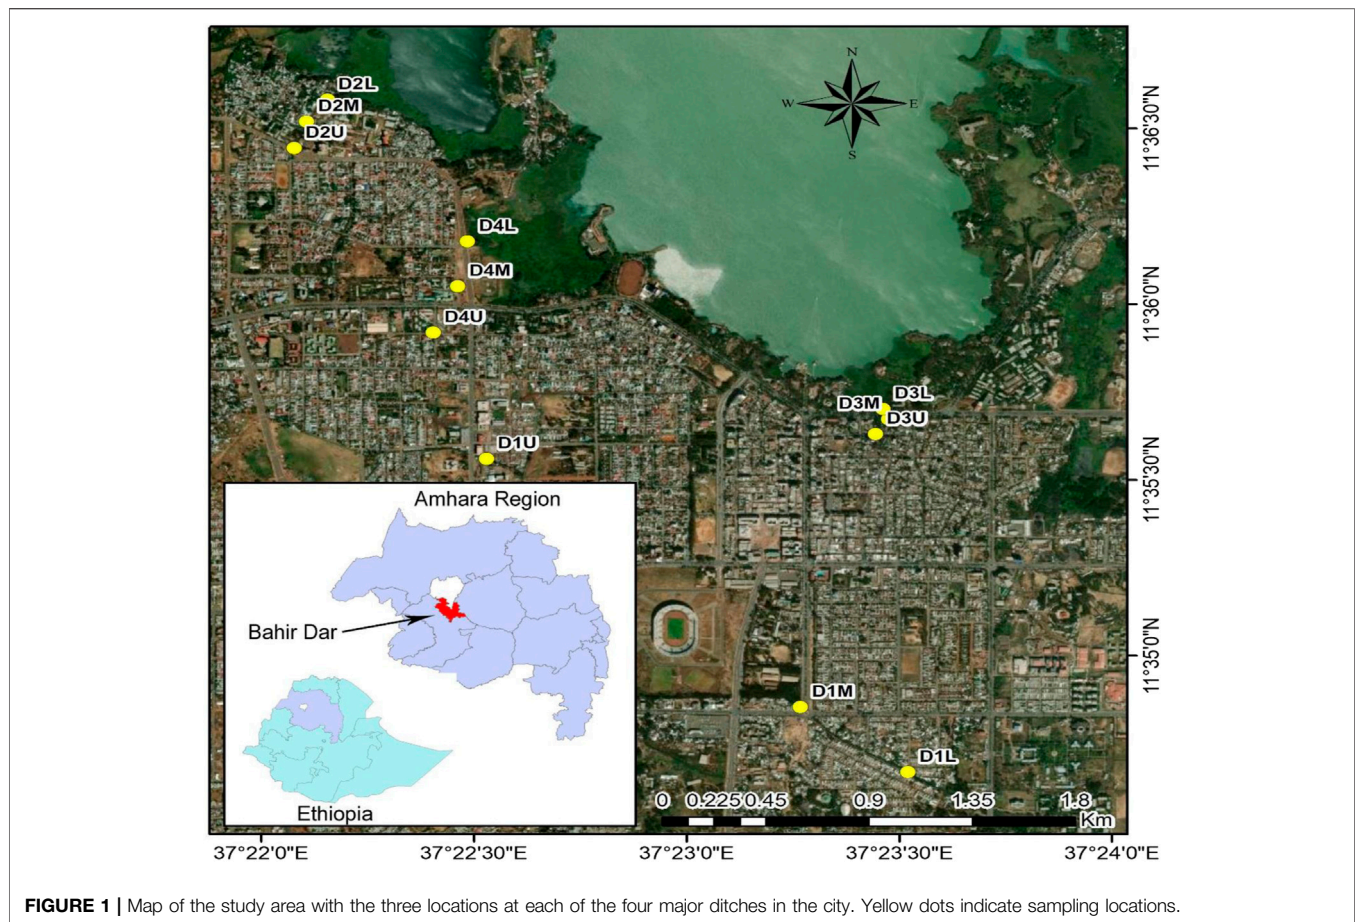 N
W E
S
D2L
D2M
D2U
D4L
D4M
D4U
D3L
D3M
D3U
D1U
D1M
D1L
11°36'30"N
11°36'0"N
11°35'30"N
11°35'0"N
Amhara Region
Bahir Dar
Ethiopia
0 0.225 0.45 0.9 1.35 1.8
Km
37°22'0"E 37°22'30"E 37°23'0"E 37°23'30"E 37°24'0"E
FIGURE 1 | Map of the study area with the three locations at each of the four major ditches in the city. Yellow dots indicate sampling locations.